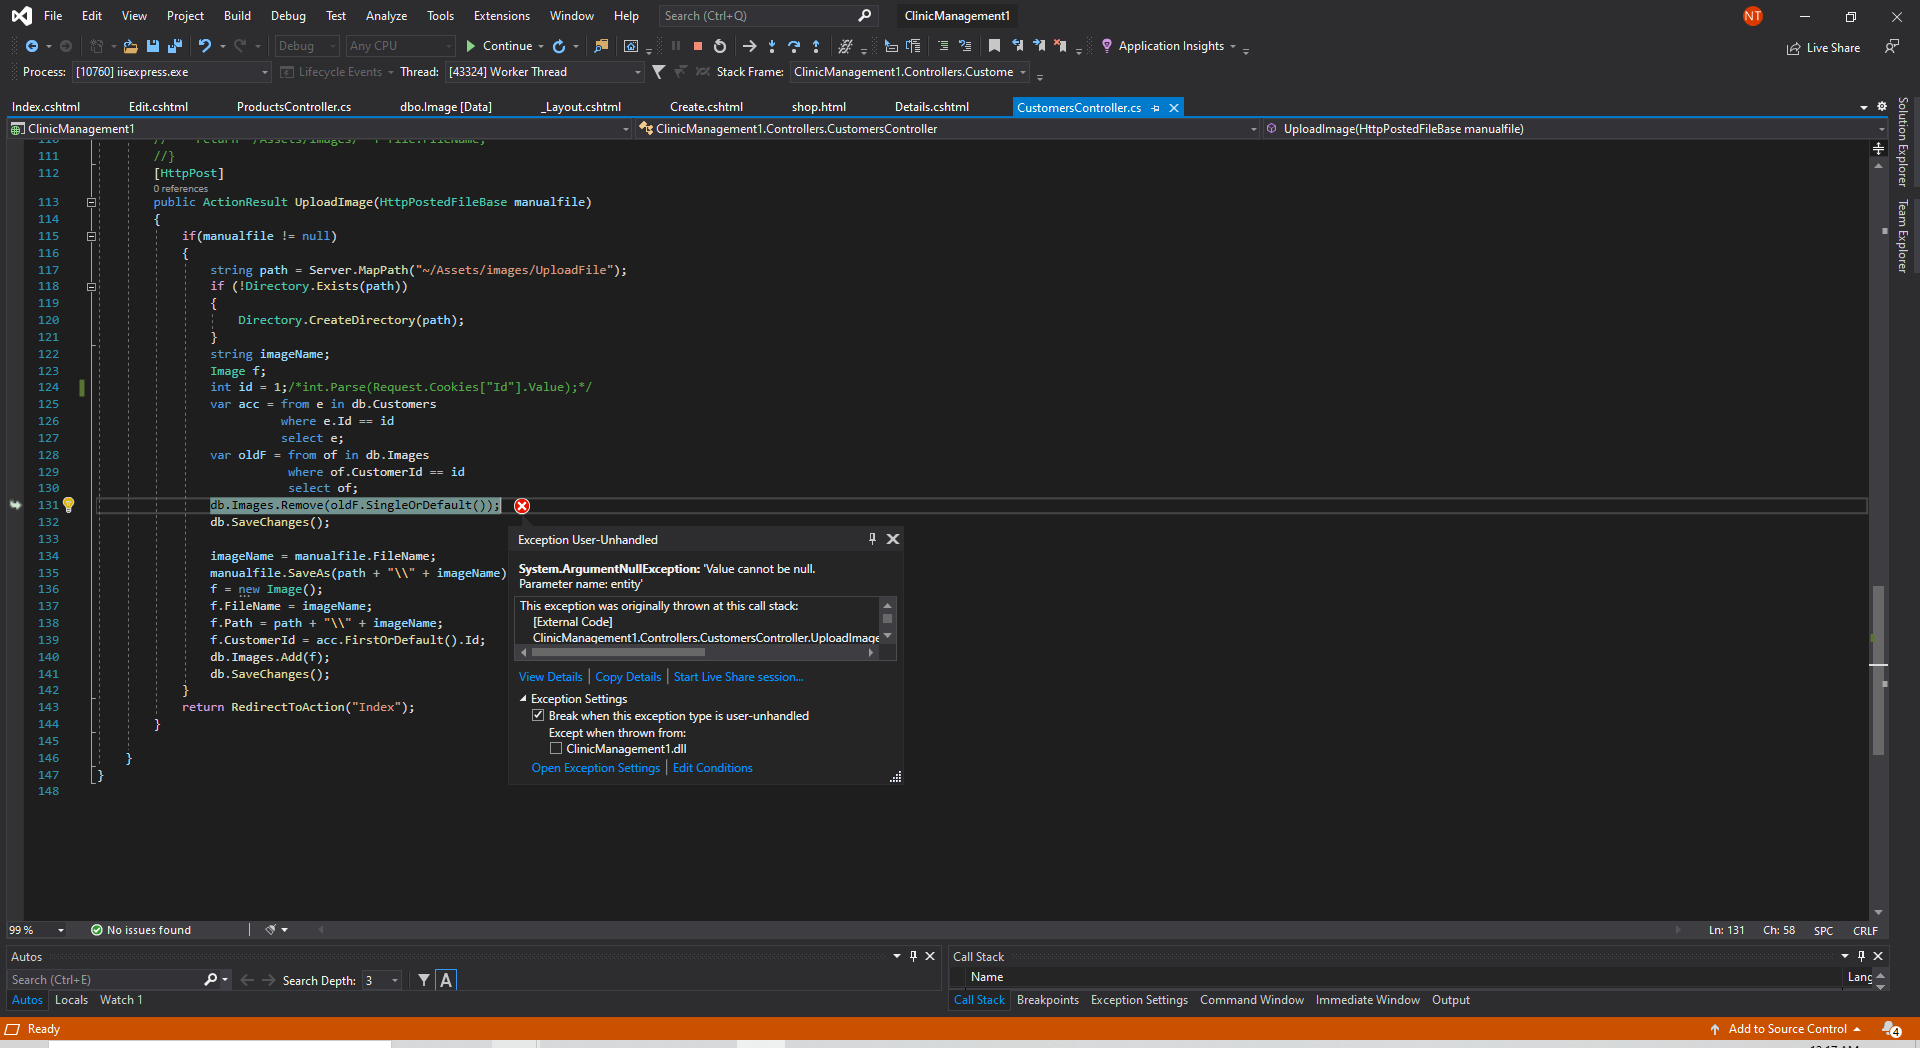 File Edit View Project Build Debug Test Analyze Tools Extensions Window Help Search (Ctrl+Q) ClinicManagement1 NT
Debug Any CPU Continue Application Insights Live Share
Process: [10760] iisexpress.exe Lifecycle Events Thread: [43324] Worker Thread Stack Frame: ClinicManagement1.Controllers.Custome
Index.cshtml Edit.cshtml ProductsController.cs dbo.Image [Data] _Layout.cshtml Create.cshtml shop.html Details.cshtml CustomersController.cs
ClinicManagement1 ClinicManagement1.Controllers.CustomersController UploadImage(HttpPostedFileBase manualfile)
Solution Explorer
Team Explorer
111 //}
112 [HttpPost]
0 references
113 public ActionResult UploadImage(HttpPostedFileBase manualfile)
114 {
115 if(manualfile != null)
116 {
117 string path = Server.MapPath("~/Assets/images/UploadFile");
118 if (!Directory.Exists(path))
119 {
120 Directory.CreateDirectory(path);
121 }
122 string imageName;
123 Image f;
124 int id = 1;/*int.Parse(Request.Cookies["Id"].Value);*/
125 var acc = from e in db.Customers
126 where e.Id == id
127 select e;
128 var oldF = from of in db.Images
129 where of.CustomerId == id
130 select of;
131 db.Images.Remove(oldF.SingleOrDefault());
132 db.SaveChanges();
133
134 imageName = manualfile.FileName;
135 manualfile.SaveAs(path + "\\" + imageName)
136 f = new Image();
137 f.FileName = imageName;
138 f.Path = path + "\\" + imageName;
139 f.CustomerId = acc.FirstOrDefault().Id;
140 db.Images.Add(f);
141 db.SaveChanges();
142 }
143 return RedirectToAction("Index");
144 }
145
146 }
147 }
148
Exception User-Unhandled
System.ArgumentNullException: 'Value cannot be null.
Parameter name: entity'
This exception was originally thrown at this call stack:
[External Code]
ClinicManagement1.Controllers.CustomersController.UploadImage
View Details | Copy Details | Start Live Share session...
Exception Settings
Break when this exception type is user-unhandled
Except when thrown from:
ClinicManagement1.dll
Open Exception Settings | Edit Conditions
99 % No issues found Ln: 131 Ch: 58 SPC CRLF
Autos
Search (Ctrl+E) Search Depth: 3 A
Autos Locals Watch 1
Call Stack
Name Lang
Call Stack Breakpoints Exception Settings Command Window Immediate Window Output
Ready Add to Source Control 4